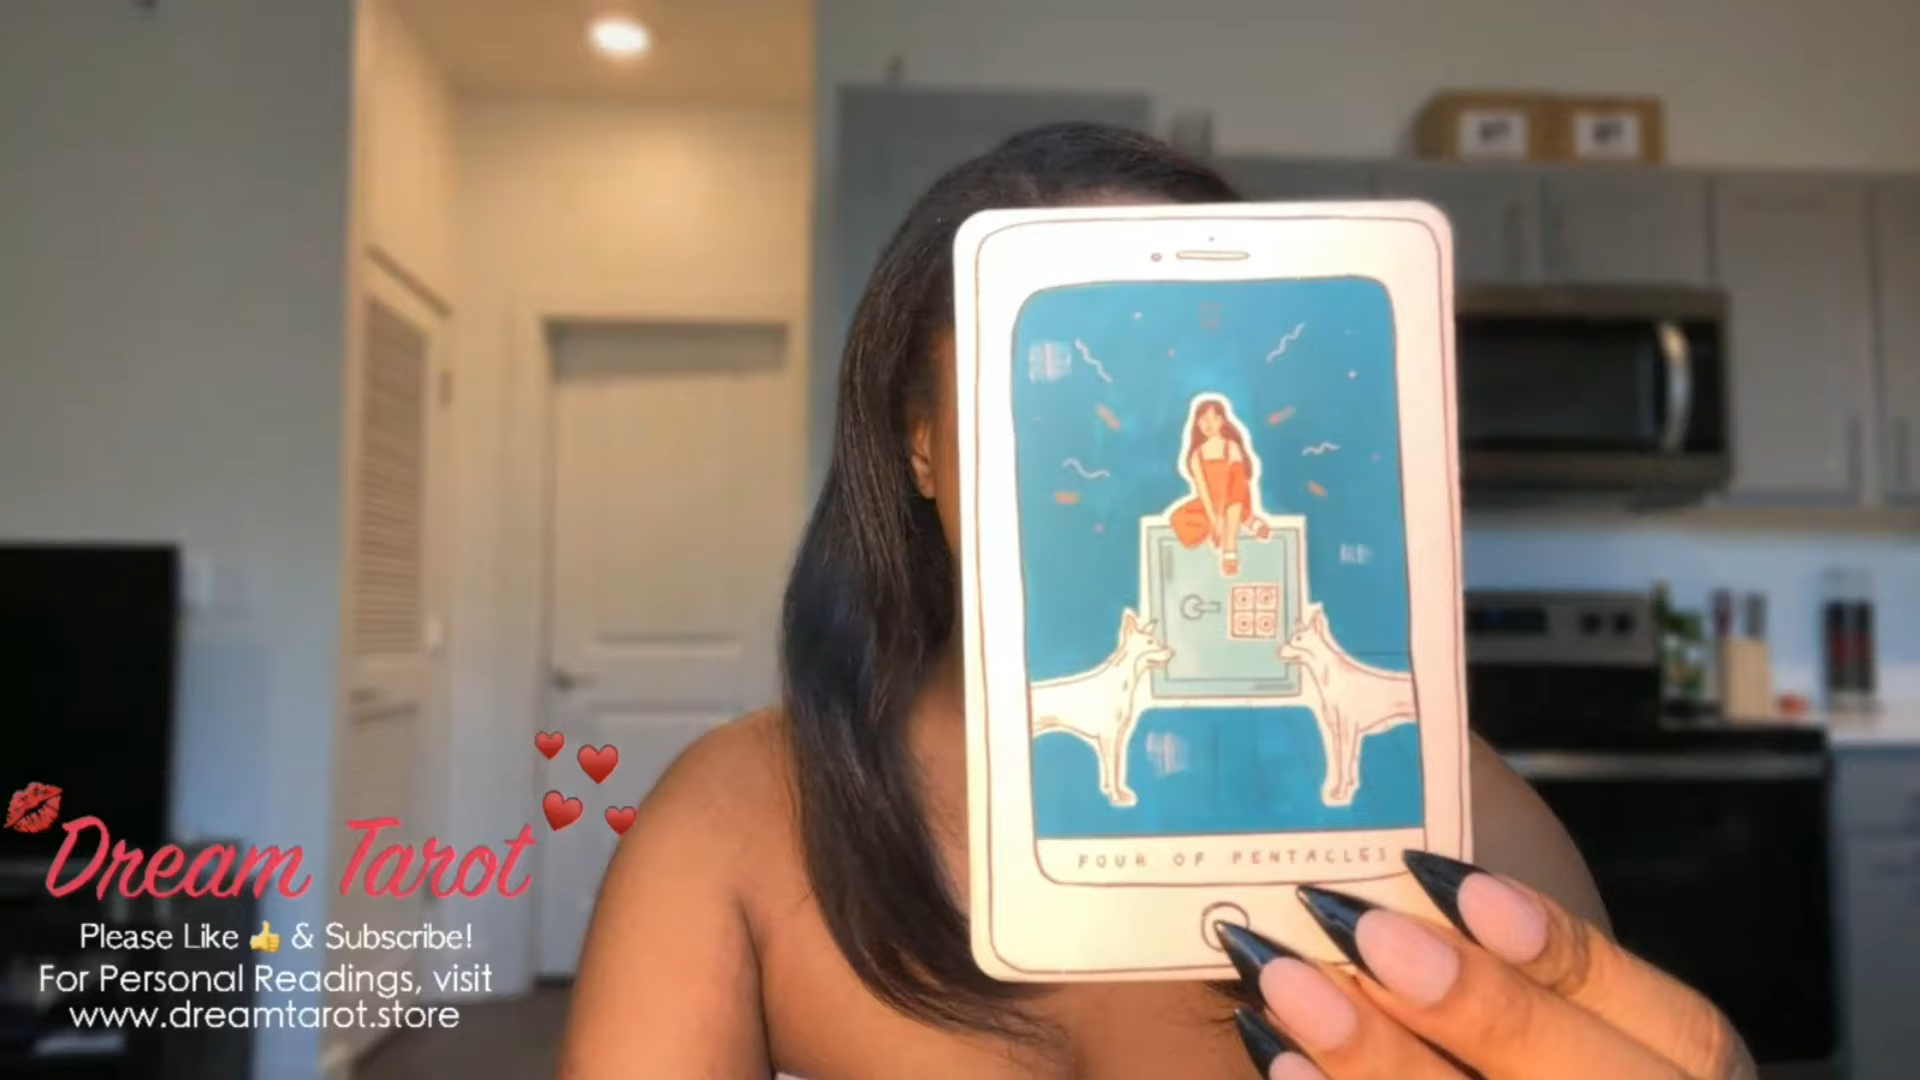 FOUR OF PENTACLES
Dream Tarot
Please Like 👍 & Subscribe!
For Personal Readings, visit
www.dreamtarot.store